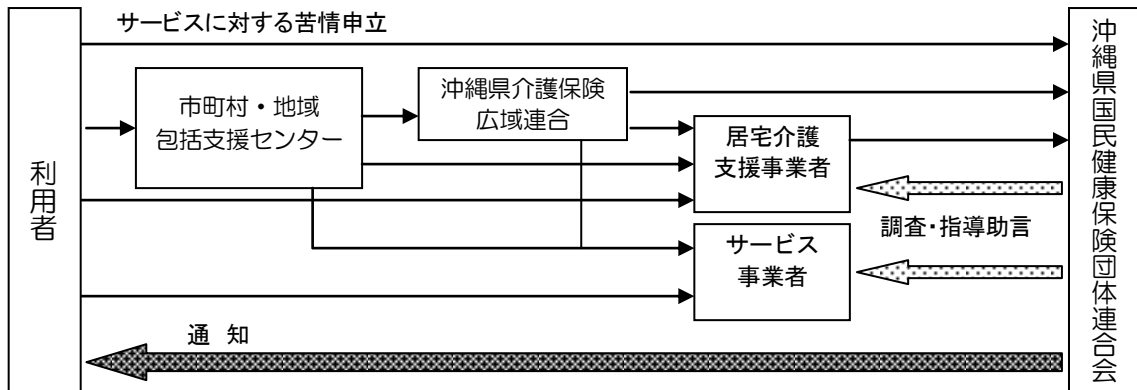 サービスに対する苦情申立
利用者
市町村・地域
包括支援センター
沖縄県介護保険
広域連合
居宅介護
支援事業者
サービス
事業者
調査・指導助言
通 知
沖縄県国民健康保険団体連合会